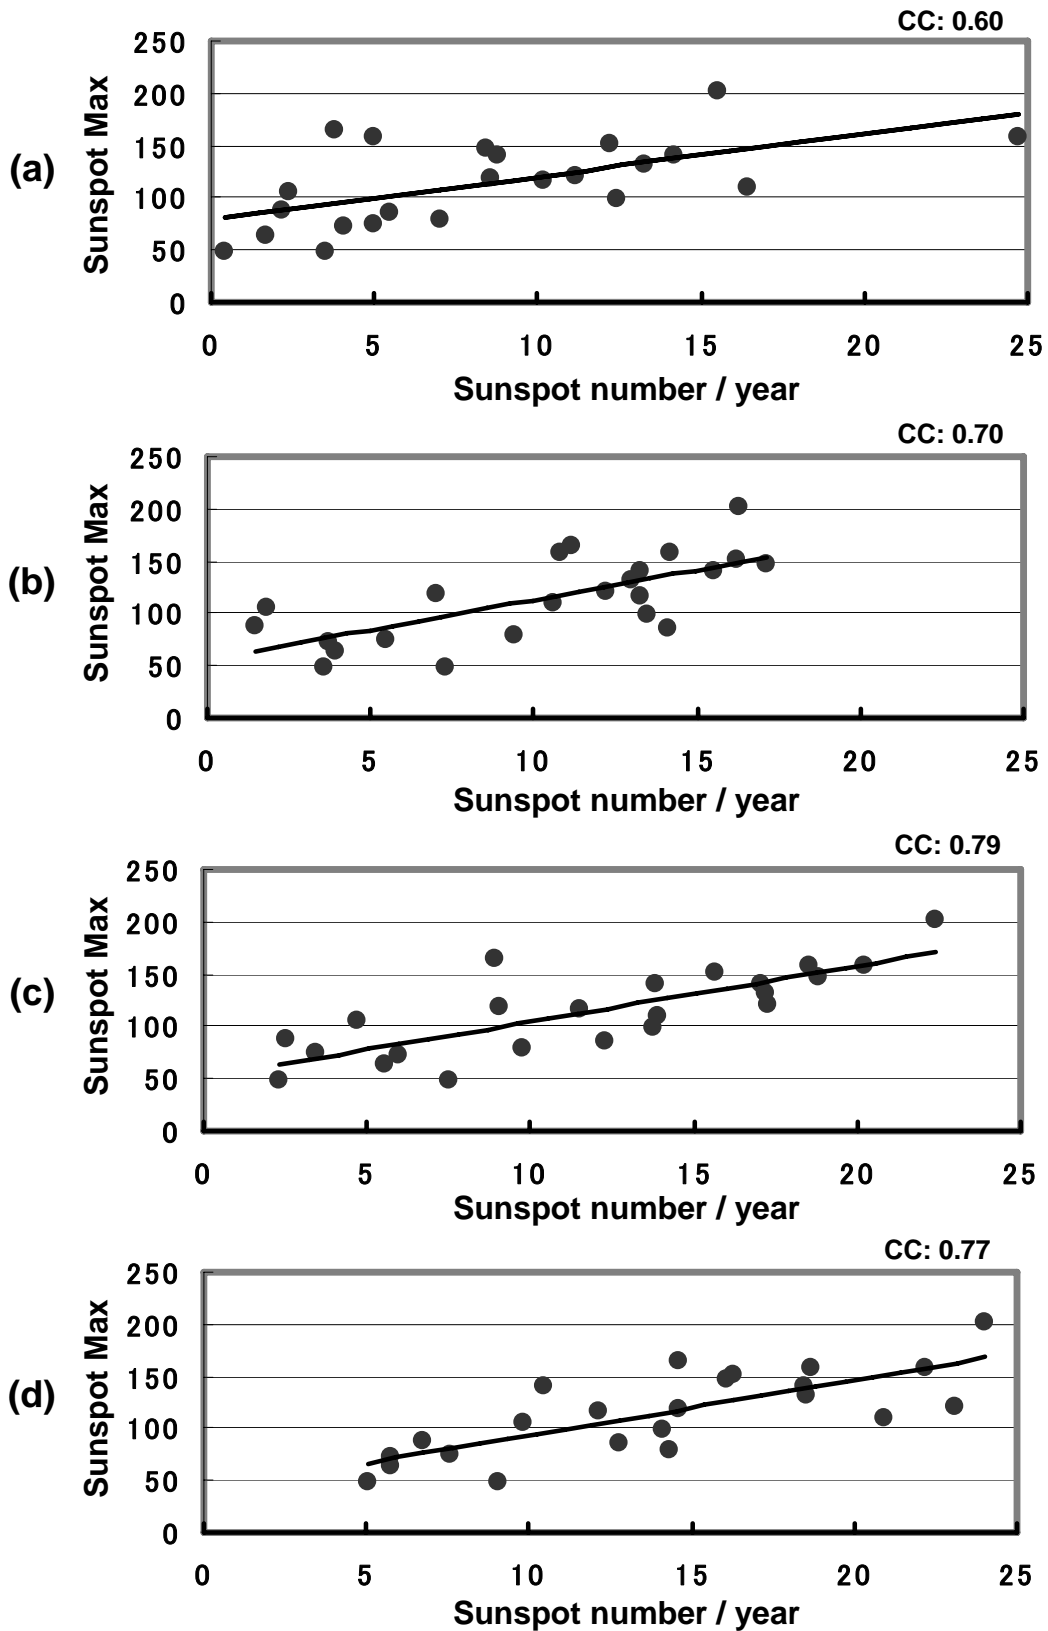 CC: 0.60
250
200
150
100
50
0
Sunspot Max
(a)
0 5 10 15 20 25
Sunspot number / year
CC: 0.70
250
200
150
100
50
0
Sunspot Max
(b)
0 5 10 15 20 25
Sunspot number / year
CC: 0.79
250
200
150
100
50
0
Sunspot Max
(c)
0 5 10 15 20 25
Sunspot number / year
CC: 0.77
250
200
150
100
50
0
Sunspot Max
(d)
0 5 10 15 20 25
Sunspot number / year